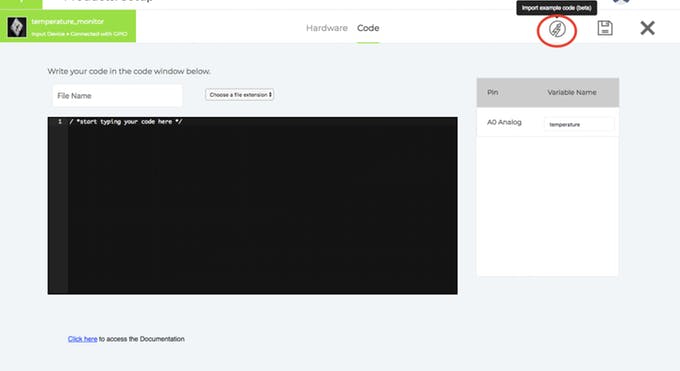 Import example code (beta)
temperature_monitor
Input Device • Connected with GPIO
Hardware
Code
Write your code in the code window below.
File Name
Choose a file extension
1 / *start typing your code here */
Pin
Variable Name
A0 Analog
temperature
Click here to access the Documentation